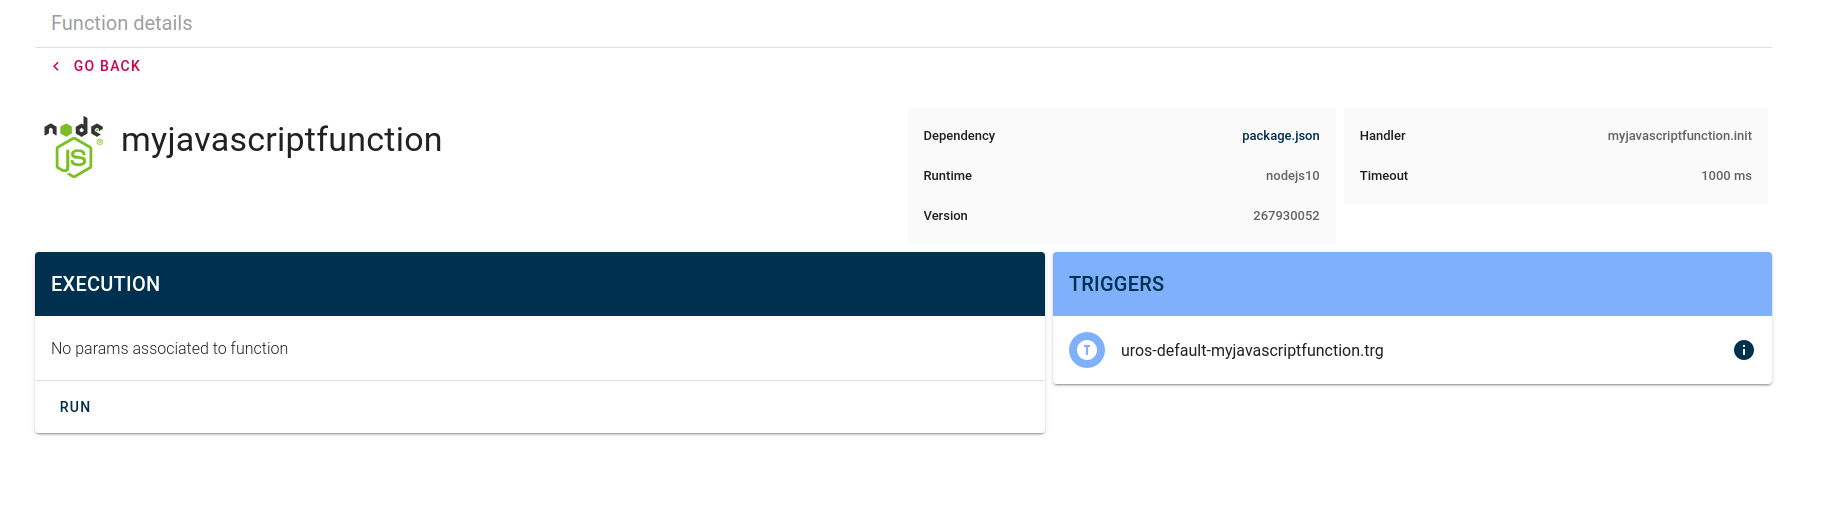 Function details
GO BACK
node
JS
myjavascriptfunction
Dependency package.json
Runtime nodejs10
Version 267930052
Handler myjavascriptfunction.init
Timeout 1000 ms
EXECUTION
No params associated to function
RUN
TRIGGERS
T uros-default-myjavascriptfunction.trg i